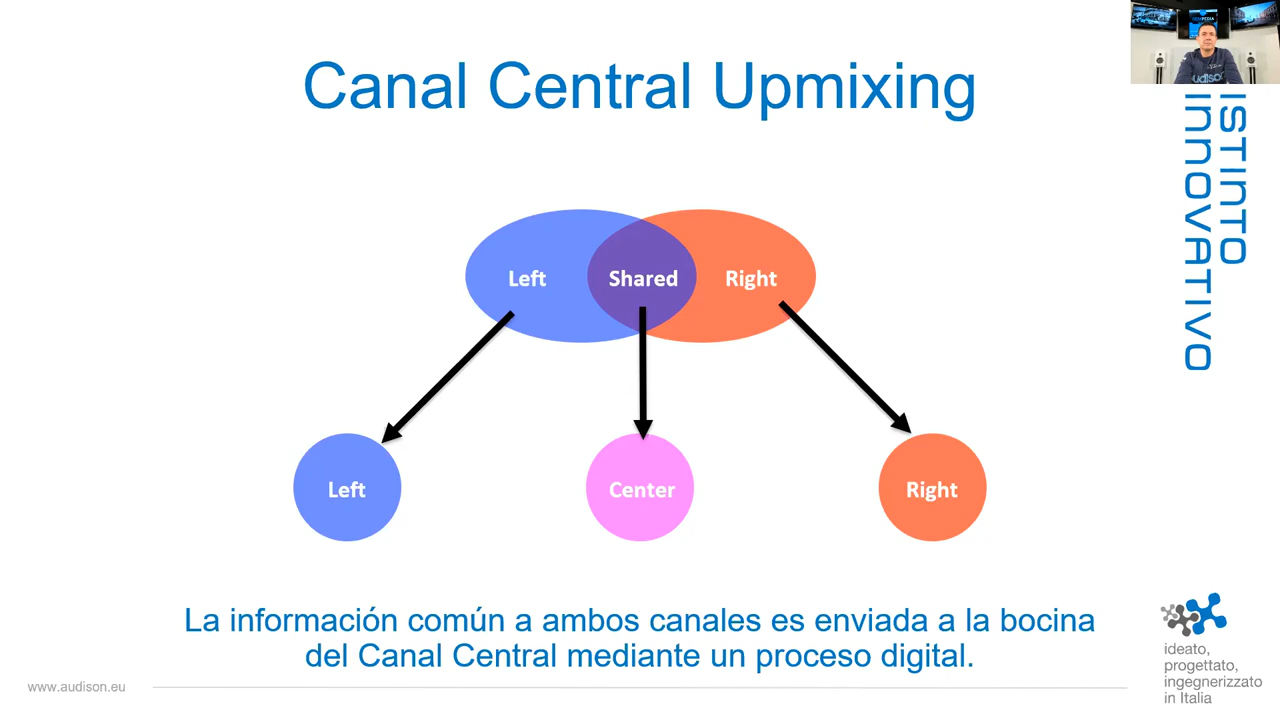 Canal Central Upmixing
ISTINTO
INNOVATIVO
Left
Shared
Right
Left
Center
Right
La información común a ambos canales es enviada a la bocina
del Canal Central mediante un proceso digital.
www.audison.eu
ideato,
progettato,
ingegnerizzato
in Italia